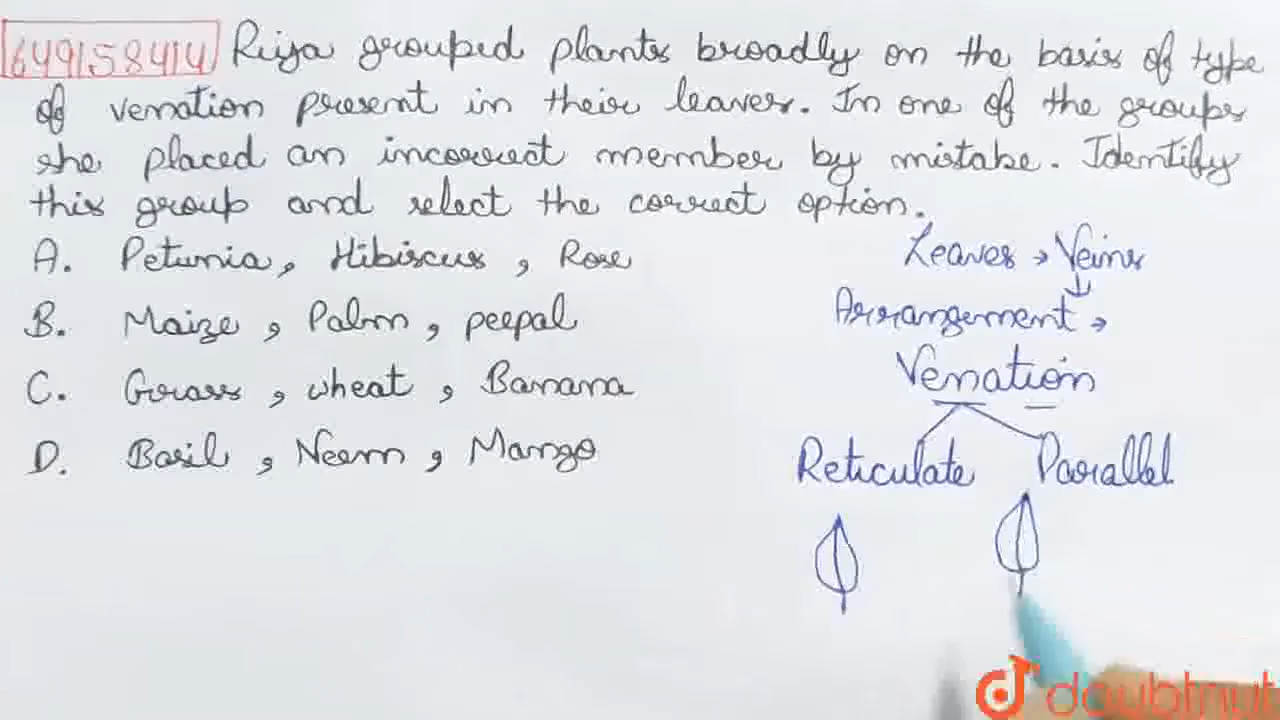 649158414 Riya grouped plants broadly on the basis of type
of venation present in their leaves. In one of the groups
she placed an incorrect member by mistake. Identify
this group and select the correct option.
A. Petunia, Hibiscus, Rose
B. Maize, Palm, peepal
C. Grass, wheat, Banana
D. Basil, Neem, Mango
Leaves → Veins
Arrangement →
Venation
Reticulate Parallel
doubtnut